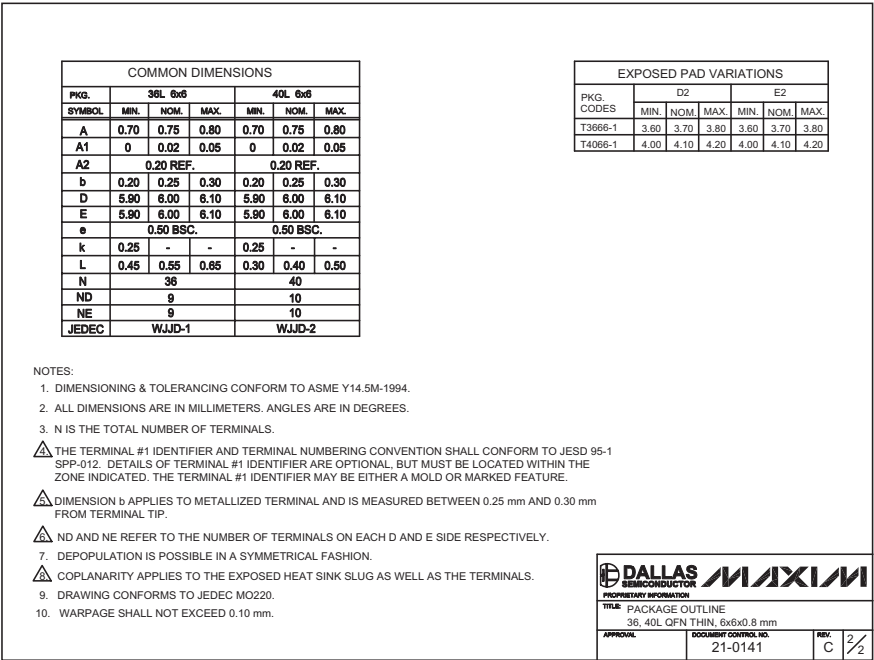 COMMON DIMENSIONS
PKG. 36L 6x6 40L 6x6
SYMBOL MIN. NOM. MAX. MIN. NOM. MAX.
A 0.70 0.75 0.80 0.70 0.75 0.80
A1 0 0.02 0.05 0 0.02 0.05
A2 0.20 REF. 0.20 REF.
b 0.20 0.25 0.30 0.20 0.25 0.30
D 5.90 6.00 6.10 5.90 6.00 6.10
E 5.90 6.00 6.10 5.90 6.00 6.10
e 0.50 BSC. 0.50 BSC.
k 0.25 - - 0.25 - -
L 0.45 0.55 0.65 0.30 0.40 0.50
N 36 40
ND 9 10
NE 9 10
JEDEC WJJD-1 WJJD-2
EXPOSED PAD VARIATIONS
PKG. CODES D2 E2
MIN. NOM. MAX. MIN. NOM. MAX.
T3666-1 3.60 3.70 3.80 3.60 3.70 3.80
T4066-1 4.00 4.10 4.20 4.00 4.10 4.20
NOTES:
1. DIMENSIONING & TOLERANCING CONFORM TO ASME Y14.5M-1994.
2. ALL DIMENSIONS ARE IN MILLIMETERS. ANGLES ARE IN DEGREES.
3. N IS THE TOTAL NUMBER OF TERMINALS.
4. THE TERMINAL #1 IDENTIFIER AND TERMINAL NUMBERING CONVENTION SHALL CONFORM TO JESD 95-1
SPP-012. DETAILS OF TERMINAL #1 IDENTIFIER ARE OPTIONAL, BUT MUST BE LOCATED WITHIN THE
ZONE INDICATED. THE TERMINAL #1 IDENTIFIER MAY BE EITHER A MOLD OR MARKED FEATURE.
5. DIMENSION b APPLIES TO METALLIZED TERMINAL AND IS MEASURED BETWEEN 0.25 mm AND 0.30 mm
FROM TERMINAL TIP.
6. ND AND NE REFER TO THE NUMBER OF TERMINALS ON EACH D AND E SIDE RESPECTIVELY.
7. DEPOPULATION IS POSSIBLE IN A SYMMETRICAL FASHION.
8. COPLANARITY APPLIES TO THE EXPOSED HEAT SINK SLUG AS WELL AS THE TERMINALS.
9. DRAWING CONFORMS TO JEDEC MO220.
10. WARPAGE SHALL NOT EXCEED 0.10 mm.
DALLAS SEMICONDUCTOR MAXIM
PROPRIETARY INFORMATION
TITLE: PACKAGE OUTLINE
36, 40L QFN THIN, 6x6x0.8 mm
APPROVAL DOCUMENT CONTROL NO. REV.
21-0141 C 2/2